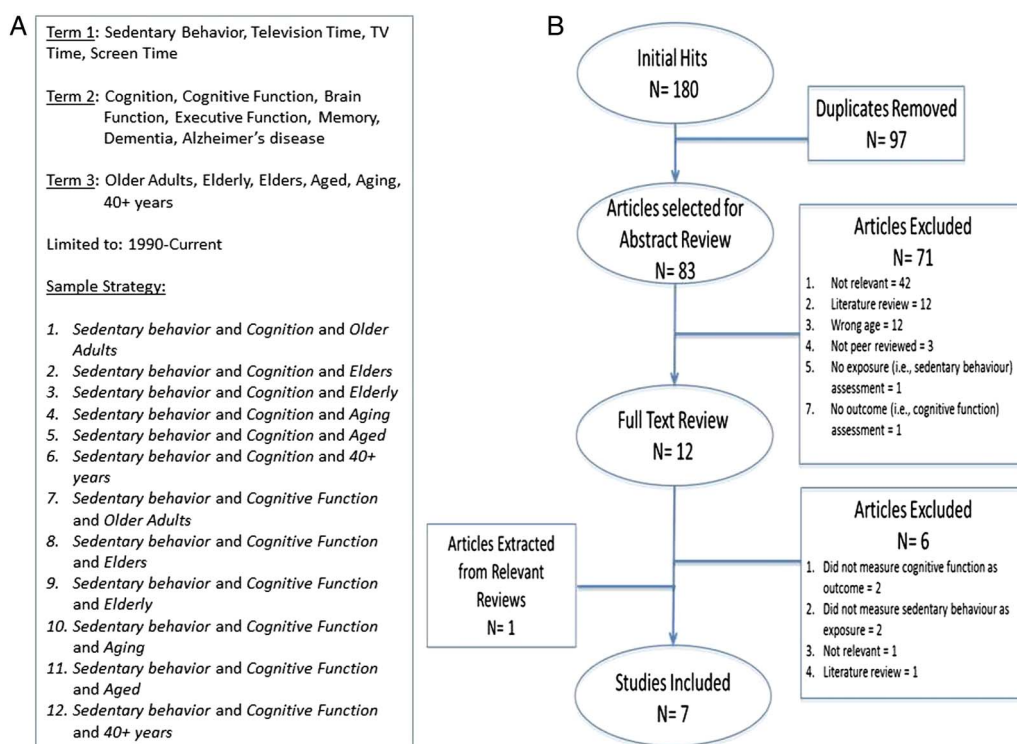 A
Term 1: Sedentary Behavior, Television Time, TV
Time, Screen Time
Term 2: Cognition, Cognitive Function, Brain
Function, Executive Function, Memory,
Dementia, Alzheimer's disease
Term 3: Older Adults, Elderly, Elders, Aged, Aging,
40+ years
Limited to: 1990-Current
Sample Strategy:
1. Sedentary behavior and Cognition and Older
Adults
2. Sedentary behavior and Cognition and Elders
3. Sedentary behavior and Cognition and Elderly
4. Sedentary behavior and Cognition and Aging
5. Sedentary behavior and Cognition and Aged
6. Sedentary behavior and Cognition and 40+
years
7. Sedentary behavior and Cognitive Function
and Older Adults
8. Sedentary behavior and Cognitive Function
and Elders
9. Sedentary behavior and Cognitive Function
and Elderly
10. Sedentary behavior and Cognitive Function
and Aging
11. Sedentary behavior and Cognitive Function
and Aged
12. Sedentary behavior and Cognitive Function
and 40+ years
B
Initial Hits
N= 180
Duplicates Removed
N= 97
Articles selected for
Abstract Review
N= 83
Articles Excluded
N= 71
1. Not relevant = 42
2. Literature review = 12
3. Wrong age = 12
4. Not peer reviewed = 3
5. No exposure (i.e., sedentary behaviour)
assessment = 1
7. No outcome (i.e., cognitive function)
assessment = 1
Full Text Review
N= 12
Articles Excluded
N= 6
1. Did not measure cognitive function as
outcome = 2
2. Did not measure sedentary behaviour as
exposure = 2
3. Not relevant = 1
4. Literature review = 1
Articles Extracted
from Relevant
Reviews
N= 1
Studies Included
N= 7